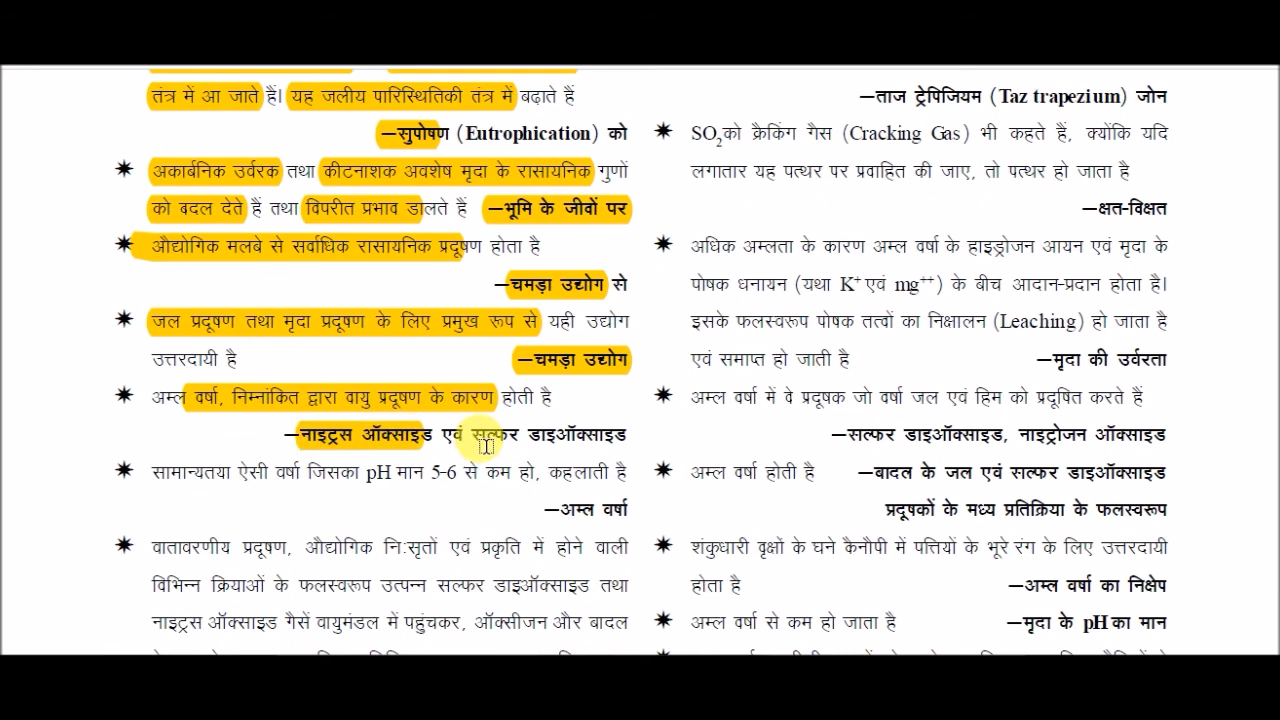 तंत्र में आ जाते हैं। यह जलीय पारिस्थितिकी तंत्र में बढ़ाते हैं
—सुपोषण (Eutrophication) को
✷ अकार्बनिक उर्वरक तथा कीटनाशक अवशेष मृदा के रासायनिक गुणों
को बदल देते हैं तथा विपरीत प्रभाव डालते हैं —भूमि के जीवों पर
✷ औद्योगिक मलबे से सर्वाधिक रासायनिक प्रदूषण होता है
—चमड़ा उद्योग से
✷ जल प्रदूषण तथा मृदा प्रदूषण के लिए प्रमुख रूप से यही उद्योग
उत्तरदायी है —चमड़ा उद्योग
✷ अम्ल वर्षा, निम्नांकित द्वारा वायु प्रदूषण के कारण होती है
—नाइट्रस ऑक्साइड एवं सल्फर डाइऑक्साइड
✷ सामान्यतया ऐसी वर्षा जिसका pH मान 5-6 से कम हो, कहलाती है
—अम्ल वर्षा
✷ वातावरणीय प्रदूषण, औद्योगिक नि:सृतों एवं प्रकृति में होने वाली
विभिन्न क्रियाओं के फलस्वरूप उत्पन्न सल्फर डाइऑक्साइड तथा
नाइट्रस ऑक्साइड गैसें वायुमंडल में पहुंचकर, ऑक्सीजन और बादल
—ताज ट्रेपिजियम (Taz trapezium) जोन
✷ SO₂को क्रैकिंग गैस (Cracking Gas) भी कहते हैं, क्योंकि यदि
लगातार यह पत्थर पर प्रवाहित की जाए, तो पत्थर हो जाता है
—क्षत-विक्षत
✷ अधिक अम्लता के कारण अम्ल वर्षा के हाइड्रोजन आयन एवं मृदा के
पोषक धनायन (यथा K⁺एवं mg⁺⁺) के बीच आदान-प्रदान होता है।
इसके फलस्वरूप पोषक तत्वों का निक्षालन (Leaching) हो जाता है
एवं समाप्त हो जाती है —मृदा की उर्वरता
✷ अम्ल वर्षा में वे प्रदूषक जो वर्षा जल एवं हिम को प्रदूषित करते हैं
—सल्फर डाइऑक्साइड, नाइट्रोजन ऑक्साइड
✷ अम्ल वर्षा होती है —बादल के जल एवं सल्फर डाइऑक्साइड
प्रदूषकों के मध्य प्रतिक्रिया के फलस्वरूप
✷ शंकुधारी वृक्षों के घने कैनौपी में पत्तियों के भूरे रंग के लिए उत्तरदायी
होता है —अम्ल वर्षा का निक्षेप
✷ अम्ल वर्षा से कम हो जाता है —मृदा के pH का मान